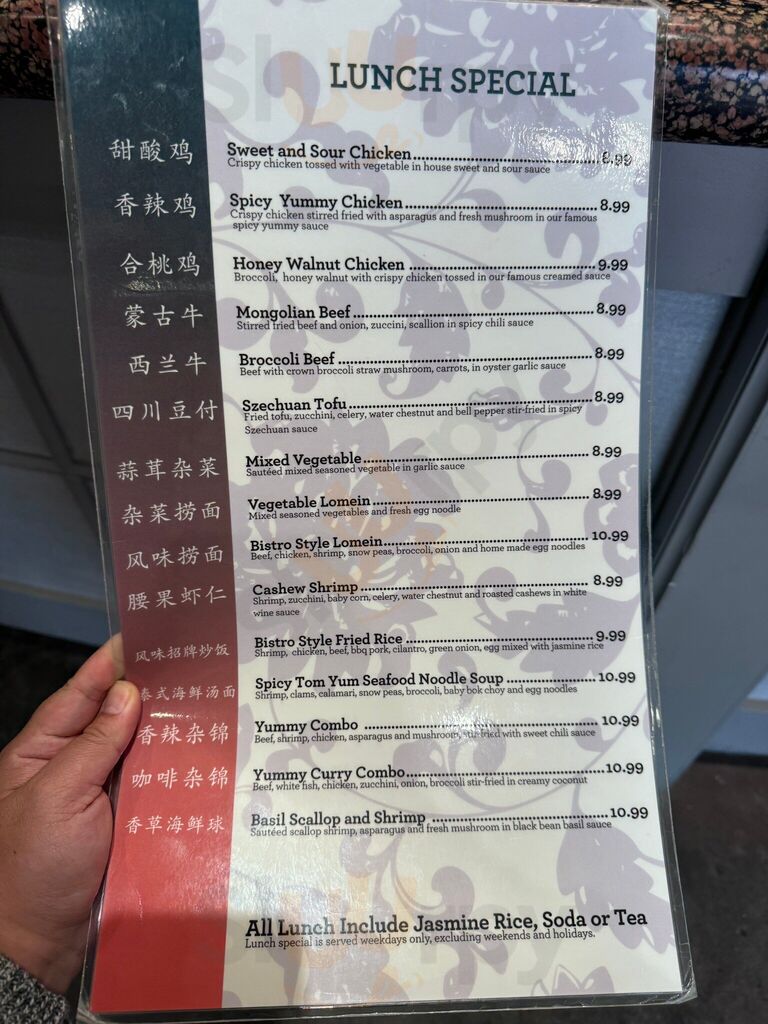 LUNCH SPECIAL
甜酸鸡
Sweet and Sour Chicken 8.99
Crispy chicken tossed with vegetable in house sweet and sour sauce
香辣鸡
Spicy Yummy Chicken 8.99
Crispy chicken stirred fried with asparagus and fresh mushroom in our famous
spicy yummy sauce
合桃鸡
Honey Walnut Chicken 9.99
Broccoli, honey walnut with crispy chicken tossed in our famous creamed sauce
蒙古牛
Mongolian Beef 8.99
Stirred fried beef and onion, zuccini, scallion in spicy chili sauce
西兰牛
Broccoli Beef 8.99
Beef with crown broccoli straw mushroom, carrots, in oyster garlic sauce
四川豆付
Szechuan Tofu 8.99
Fried tofu, zucchini, celery, water chestnut and bell pepper stir-fried in spicy
Szechuan sauce
蒜茸杂菜
Mixed Vegetable 8.99
Sautéed mixed seasoned vegetable in garlic sauce
杂菜捞面
Vegetable Lomein 8.99
Mixed seasoned vegetables and fresh egg noodle
风味捞面
Bistro Style Lomein 10.99
Beef, chicken, shrimp, snow peas, broccoli, onion and home made egg noodles
腰果虾仁
Cashew Shrimp 8.99
Shrimp, zucchini, baby corn, celery, water chestnut and roasted cashews in white
wine sauce
风味招牌炒饭
Bistro Style Fried Rice 9.99
Shrimp, chicken, beef, bbq pork, cilantro, green onion, egg mixed with jasmine rice
泰式海鲜汤面
Spicy Tom Yum Seafood Noodle Soup 10.99
Shrimp, clams, calamari, snow peas, broccoli, baby bok choy and egg noodles
香辣杂锦
Yummy Combo 10.99
Beef, shrimp, chicken, asparagus and mushroom, stir-fried with sweet chili sauce
咖啡杂锦
Yummy Curry Combo 10.99
Beef, white fish, chicken, zucchini, onion, broccoli stir-fried in creamy coconut
香草海鲜球
Basil Scallop and Shrimp 10.99
Sautéed scallop shrimp, asparagus and fresh mushroom in black bean basil sauce
All Lunch Include Jasmine Rice, Soda or Tea
Lunch special is served weekdays only, excluding weekends and holidays.